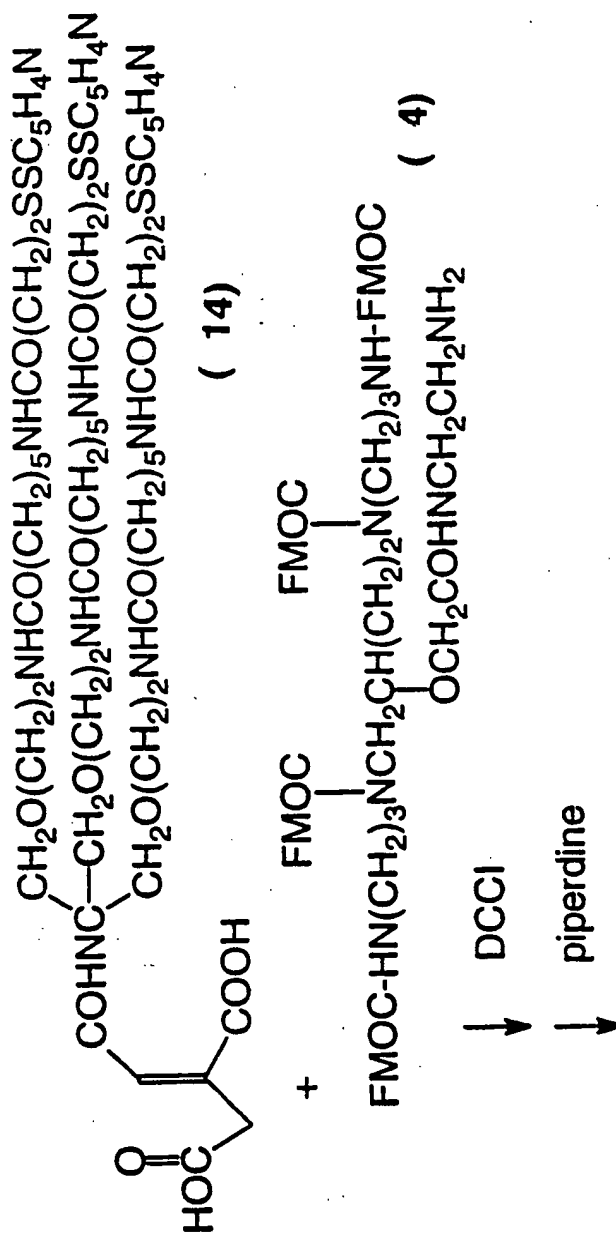 CH2O(CH2)2NHCO(CH2)5NHCO(CH2)2SSC5H4N
COHNC-CH2O(CH2)2NHCO(CH2)5NHCO(CH2)2SSC5H4N
CH2O(CH2)2NHCO(CH2)5NHCO(CH2)2SSC5H4N
O
HOC
COOH
( 14)
+
FMOC
FMOC
FMOC-HN(CH2)3NCH2CH(CH2)2N(CH2)3NH-FMOC
OCH2COHNCH2CH2NH2
( 4)
DCCI
piperdine